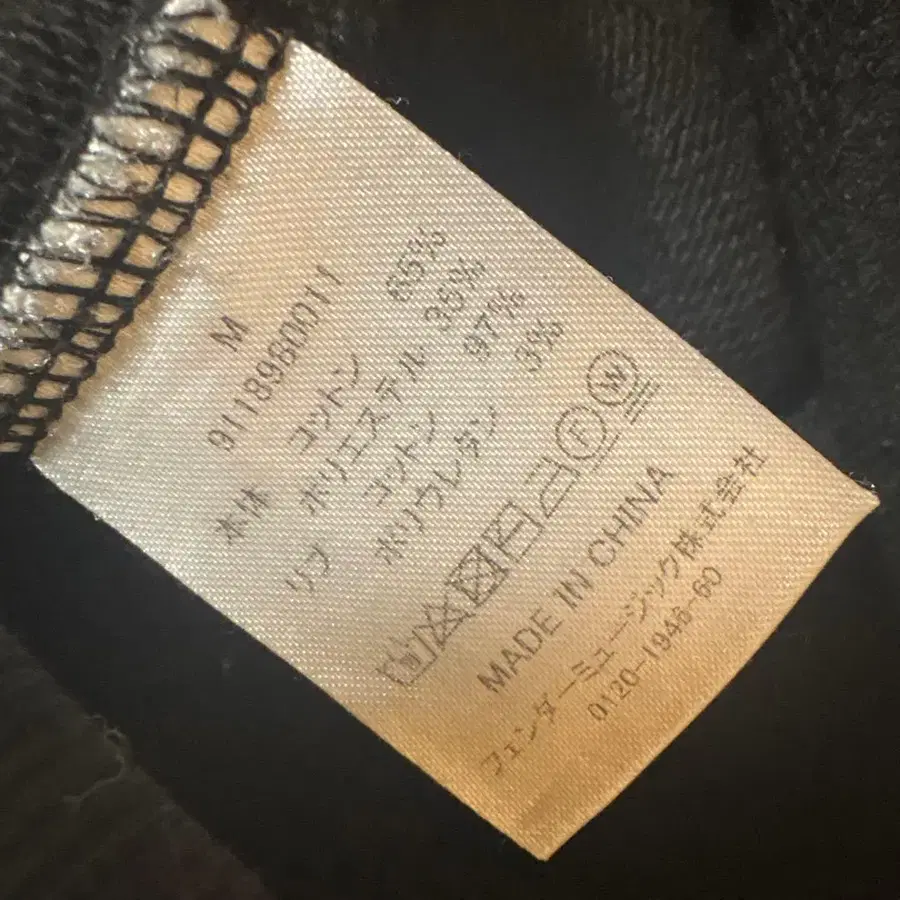 M
9118960011
本体 コットン 65%
ポリエステル 35%
リブ コットン 97%
ポリウレタン 3%
F W
MADE IN CHINA
フェンダーミュージック株式会社
0120-1946-60